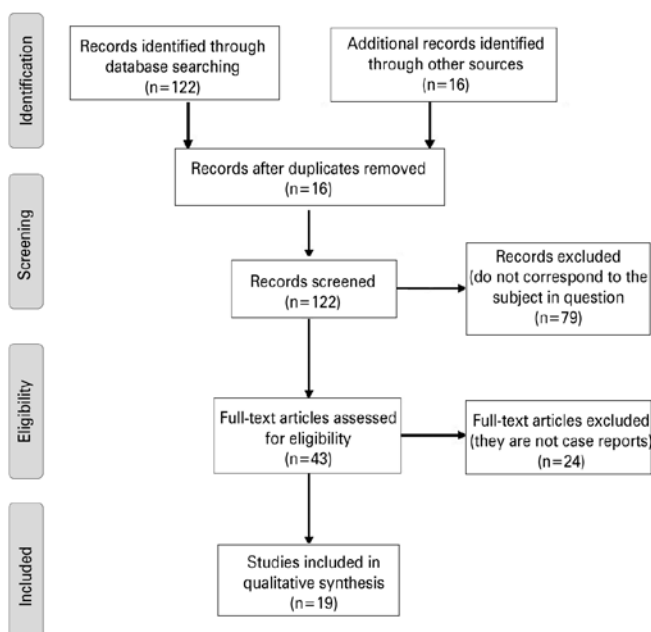 Identification
Records identified through
database searching
(n=122)
Additional records identified
through other sources
(n=16)
Records after duplicates removed
(n=16)
Screening
Records screened
(n=122)
Records excluded
(do not correspond to the
subject in question
(n=79)
Eligibility
Full-text articles assessed
for eligibility
(n=43)
Full-text articles excluded
(they are not case reports)
(n=24)
Included
Studies included in
qualitative synthesis
(n=19)